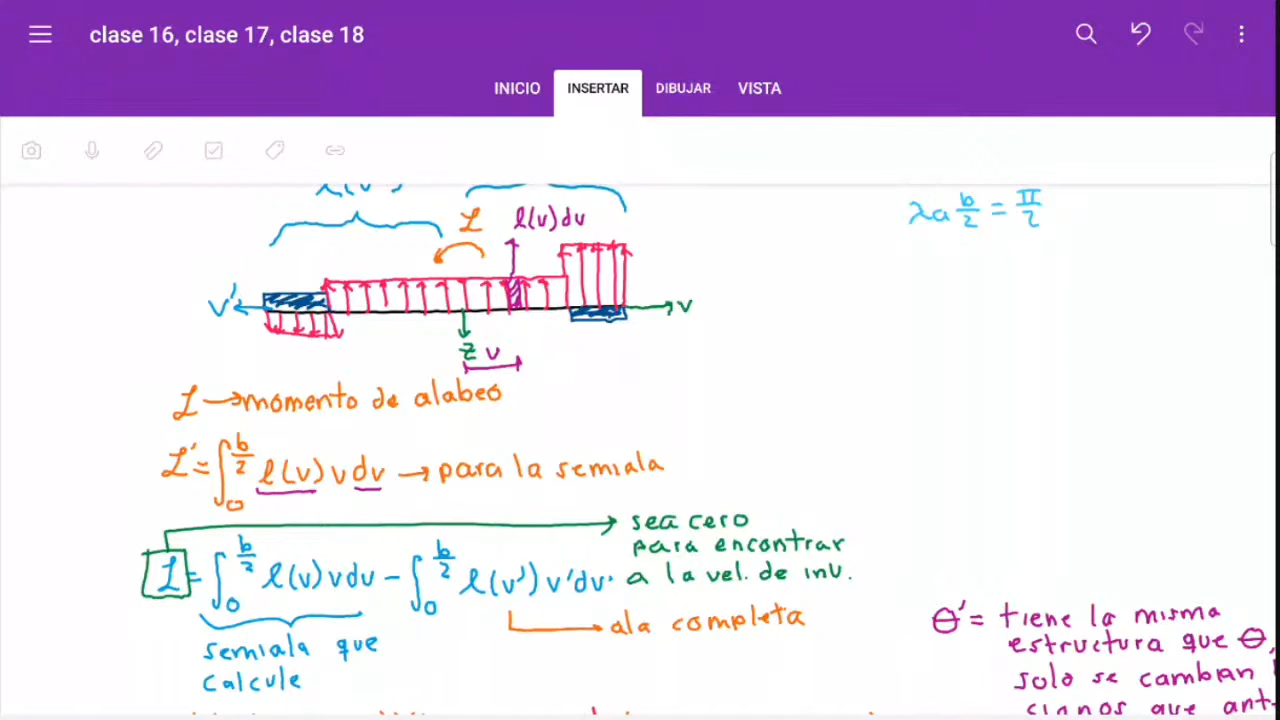 clase 16, clase 17, clase 18
INICIO INSERTAR DIBUJAR VISTA
λa b/2 = π/2
ℒ ℓ(v)dv
v' v
z v
ℒ → momento de alabeo
ℒ' = ∫₀^(b/2) ℓ(v) v dv → para la semiala
sea cero
para encontrar
ℒ = ∫₀^(b/2) ℓ(v) v dv - ∫₀^(b/2) ℓ(v') v' dv' a la vel. de inv.
ala completa
semiala que
calcule
θ' = tiene la misma
estructura que θ,
solo se cambian